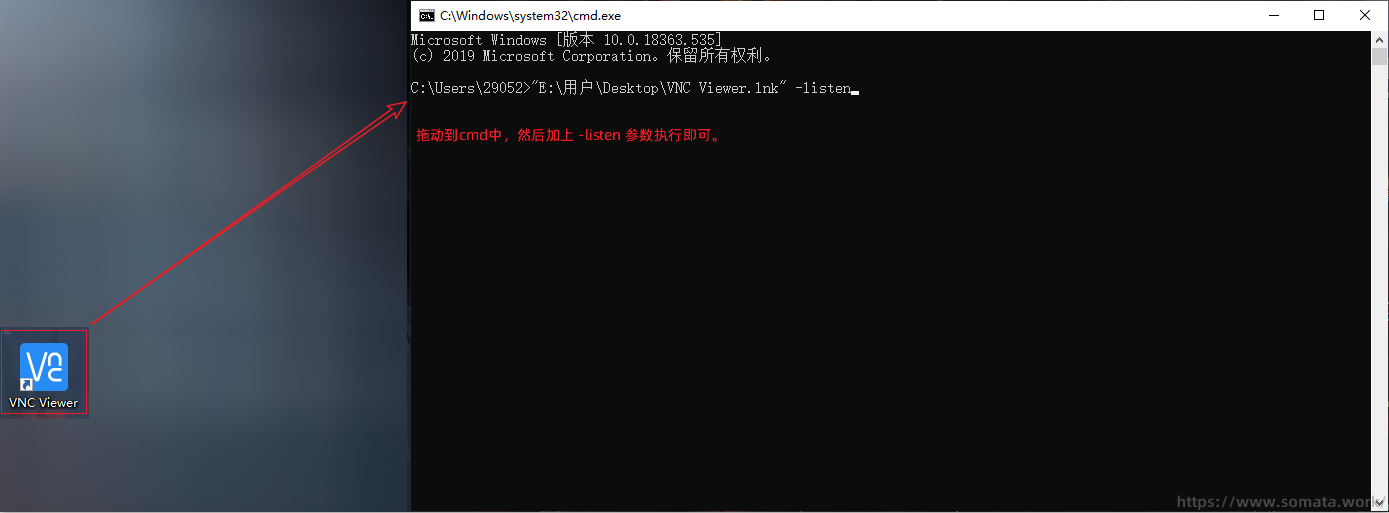 C:\Windows\system32\cmd.exe
Microsoft Windows [版本 10.0.18363.535]
(c) 2019 Microsoft Corporation。保留所有权利。
C:\Users\29052>"E:\用户\Desktop\VNC Viewer.lnk" -listen
拖动到cmd中，然后加上 -listen 参数执行即可。
VNC Viewer
https://www.somata.work/